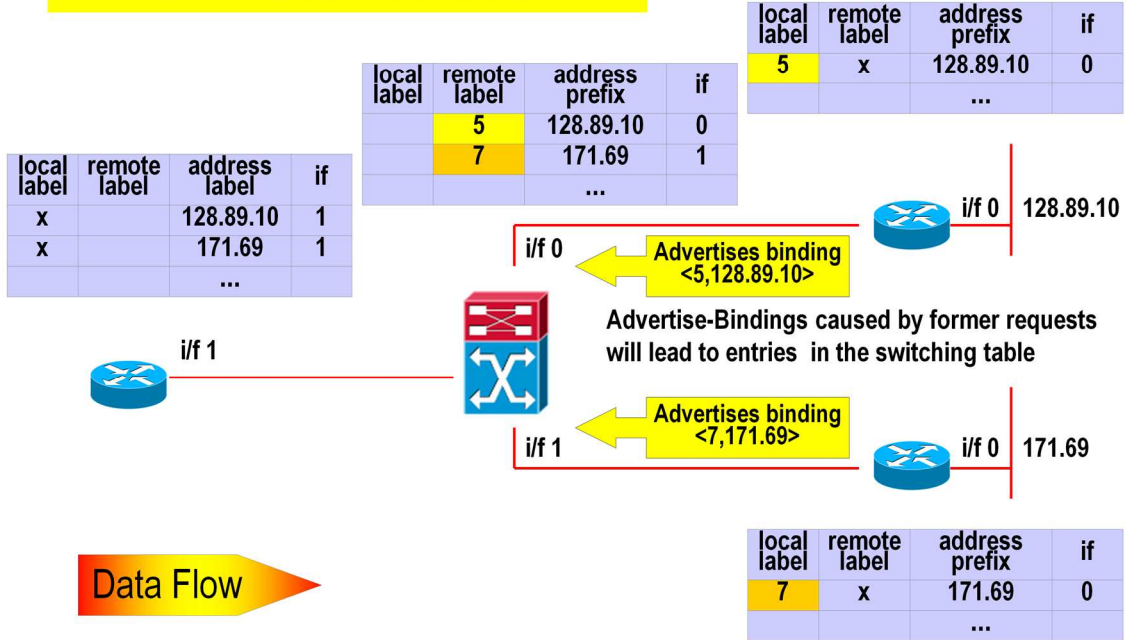 local label remote label address prefix if
5 x 128.89.10 0
...
local label remote label address prefix if
5 128.89.10 0
7 171.69 1
...
local label remote label address label if
x 128.89.10 1
x 171.69 1
...
i/f 0 128.89.10
i/f 0
Advertises binding
<5,128.89.10>
Advertise-Bindings caused by former requests
will lead to entries in the switching table
i/f 1
Advertises binding
<7,171.69>
i/f 1
i/f 0 171.69
Data Flow
local label remote label address prefix if
7 x 171.69 0
...